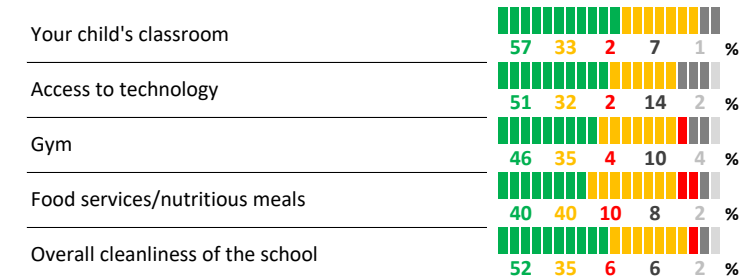 Your child's classroom
57 33 2 7 1 %
Access to technology
51 32 2 14 2 %
Gym
46 35 4 10 4 %
Food services/nutritious meals
40 40 10 8 2 %
Overall cleanliness of the school
52 35 6 6 2 %